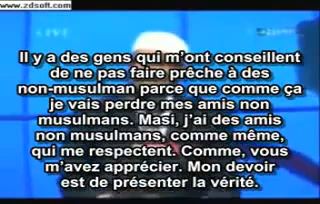 www.zdsoft.com
LIVE
Il y a des gens qui m'ont conseillent
de ne pas faire prêche à des
non-musulman parce que comme ça
je vais perdre mes amis non
musulmans. Masi, j'ai des amis
non musulmans, comme même,
qui me respectent. Comme, vous
m'avez apprécier. Mon devoir
est de présenter la vérité.